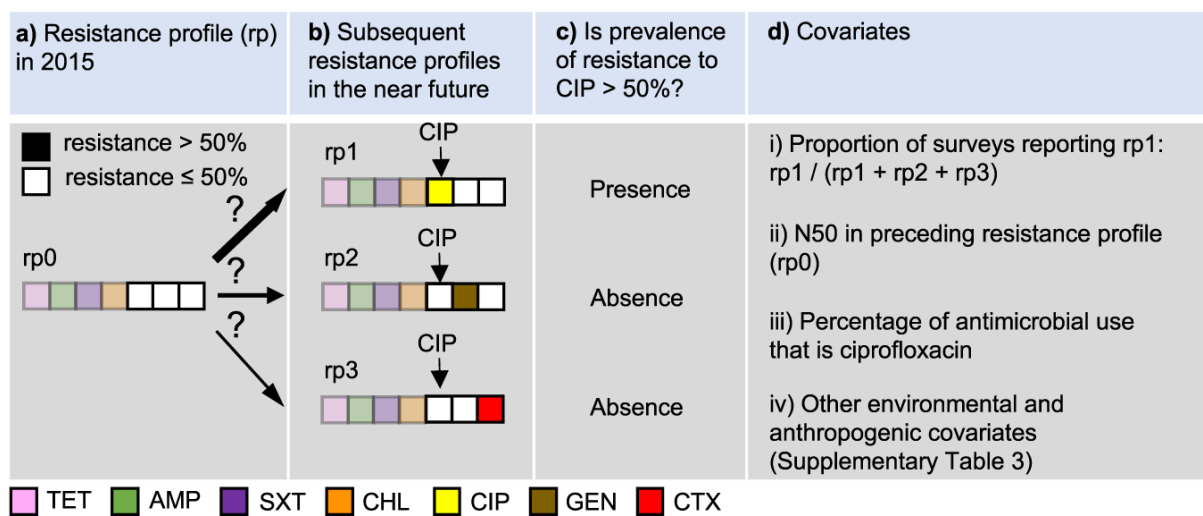 a) Resistance profile (rp)
in 2015
b) Subsequent
resistance profiles
in the near future
c) Is prevalence
of resistance to
CIP > 50%?
d) Covariates
resistance > 50%
resistance ≤ 50%
rp0
?
?
?
CIP
rp1
CIP
rp2
CIP
rp3
Presence
Absence
Absence
i) Proportion of surveys reporting rp1:
rp1 / (rp1 + rp2 + rp3)
ii) N50 in preceding resistance profile
(rp0)
iii) Percentage of antimicrobial use
that is ciprofloxacin
iv) Other environmental and
anthropogenic covariates
(Supplementary Table 3)
TET AMP SXT CHL CIP GEN CTX